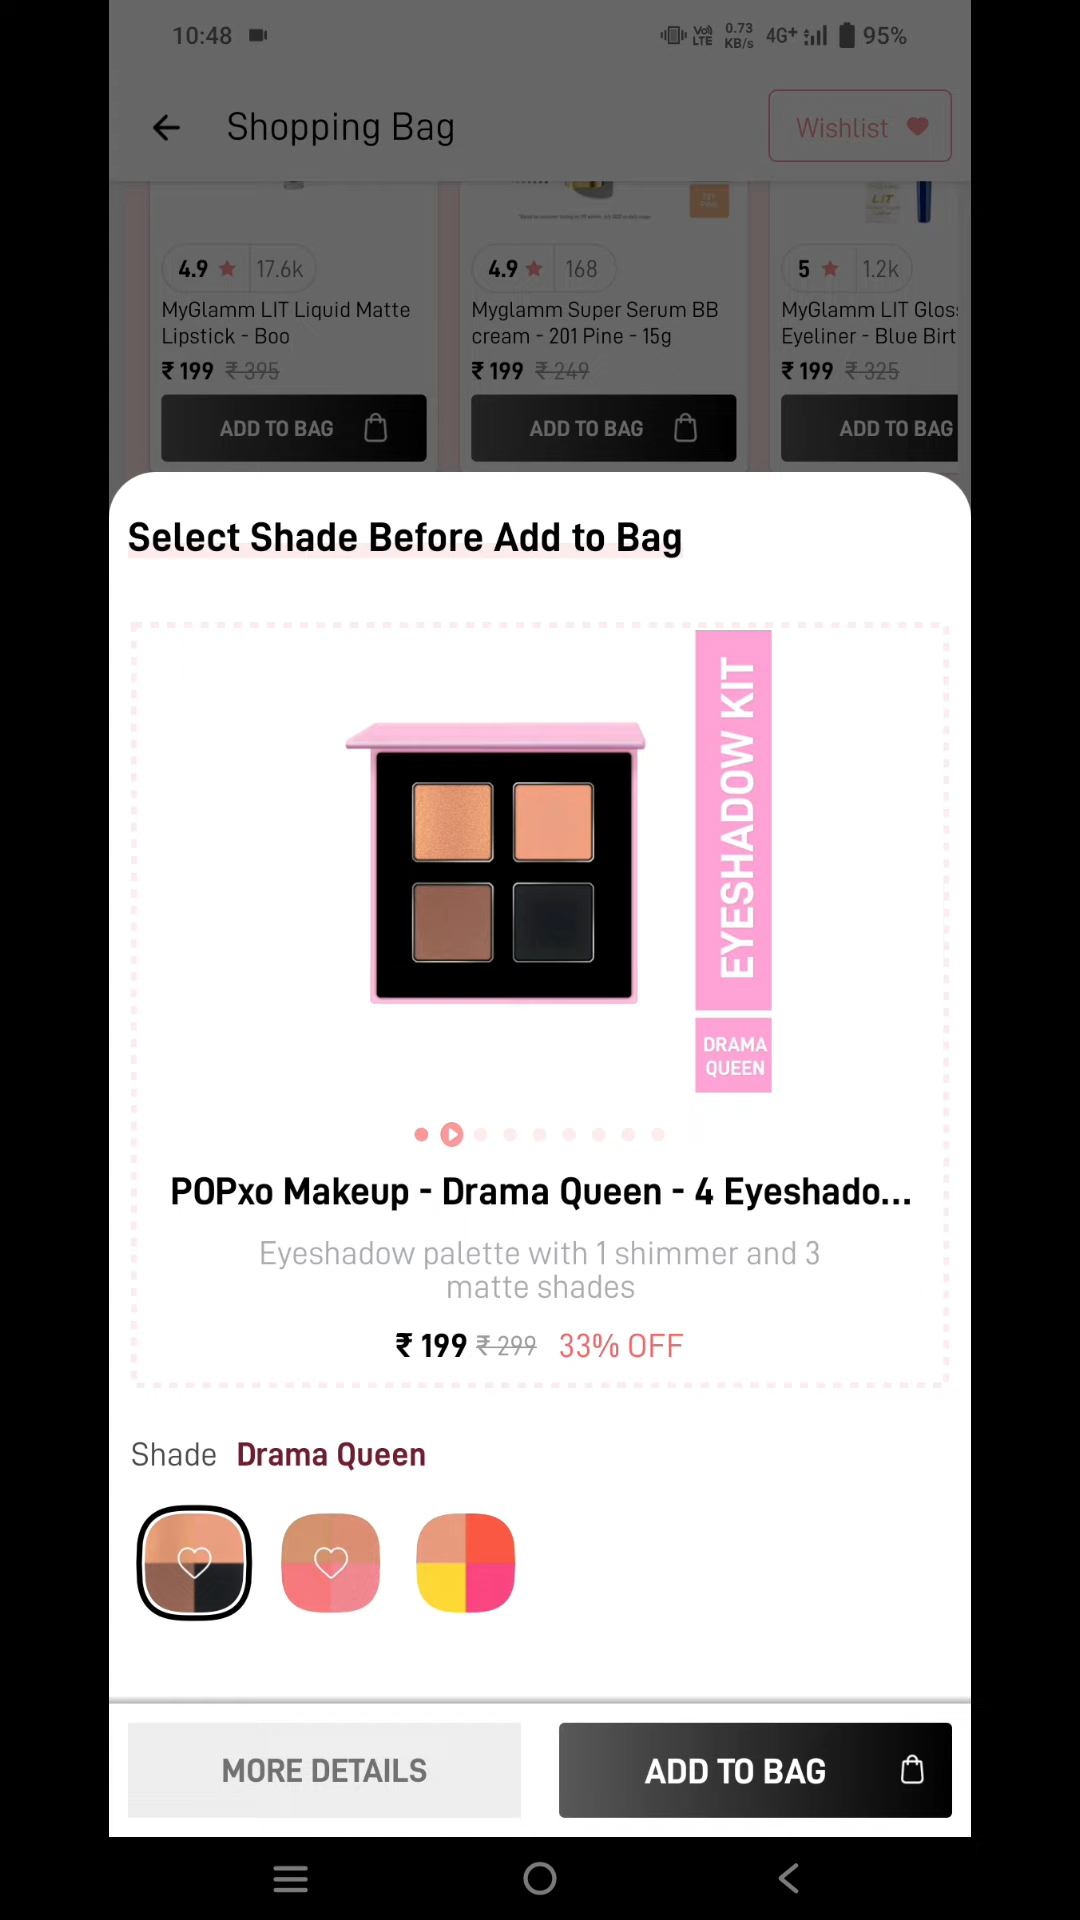 10:48
Vo)) LTE
0.73 KB/s
4G+
95%
Shopping Bag
Wishlist
LIT
4.9 17.6k
4.9 168
5 1.2k
MyGlamm LIT Liquid Matte
Lipstick - Boo
Myglamm Super Serum BB
cream - 201 Pine - 15g
MyGlamm LIT Glos
Eyeliner - Blue Birt
₹ 199 ₹ 395
₹ 199 ₹ 249
₹ 199 ₹ 325
ADD TO BAG
ADD TO BAG
ADD TO BAG
Select Shade Before Add to Bag
EYESHADOW KIT
DRAMA
QUEEN
POPxo Makeup - Drama Queen - 4 Eyeshado...
Eyeshadow palette with 1 shimmer and 3
matte shades
₹ 199 ₹ 299 33% OFF
Shade Drama Queen
MORE DETAILS
ADD TO BAG